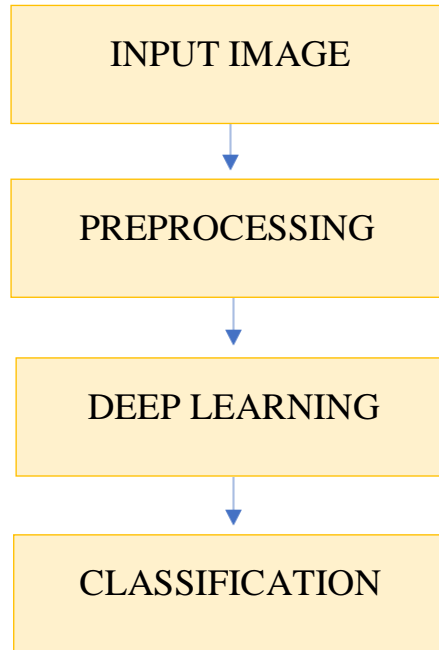 INPUT IMAGE
PREPROCESSING
DEEP LEARNING
CLASSIFICATION